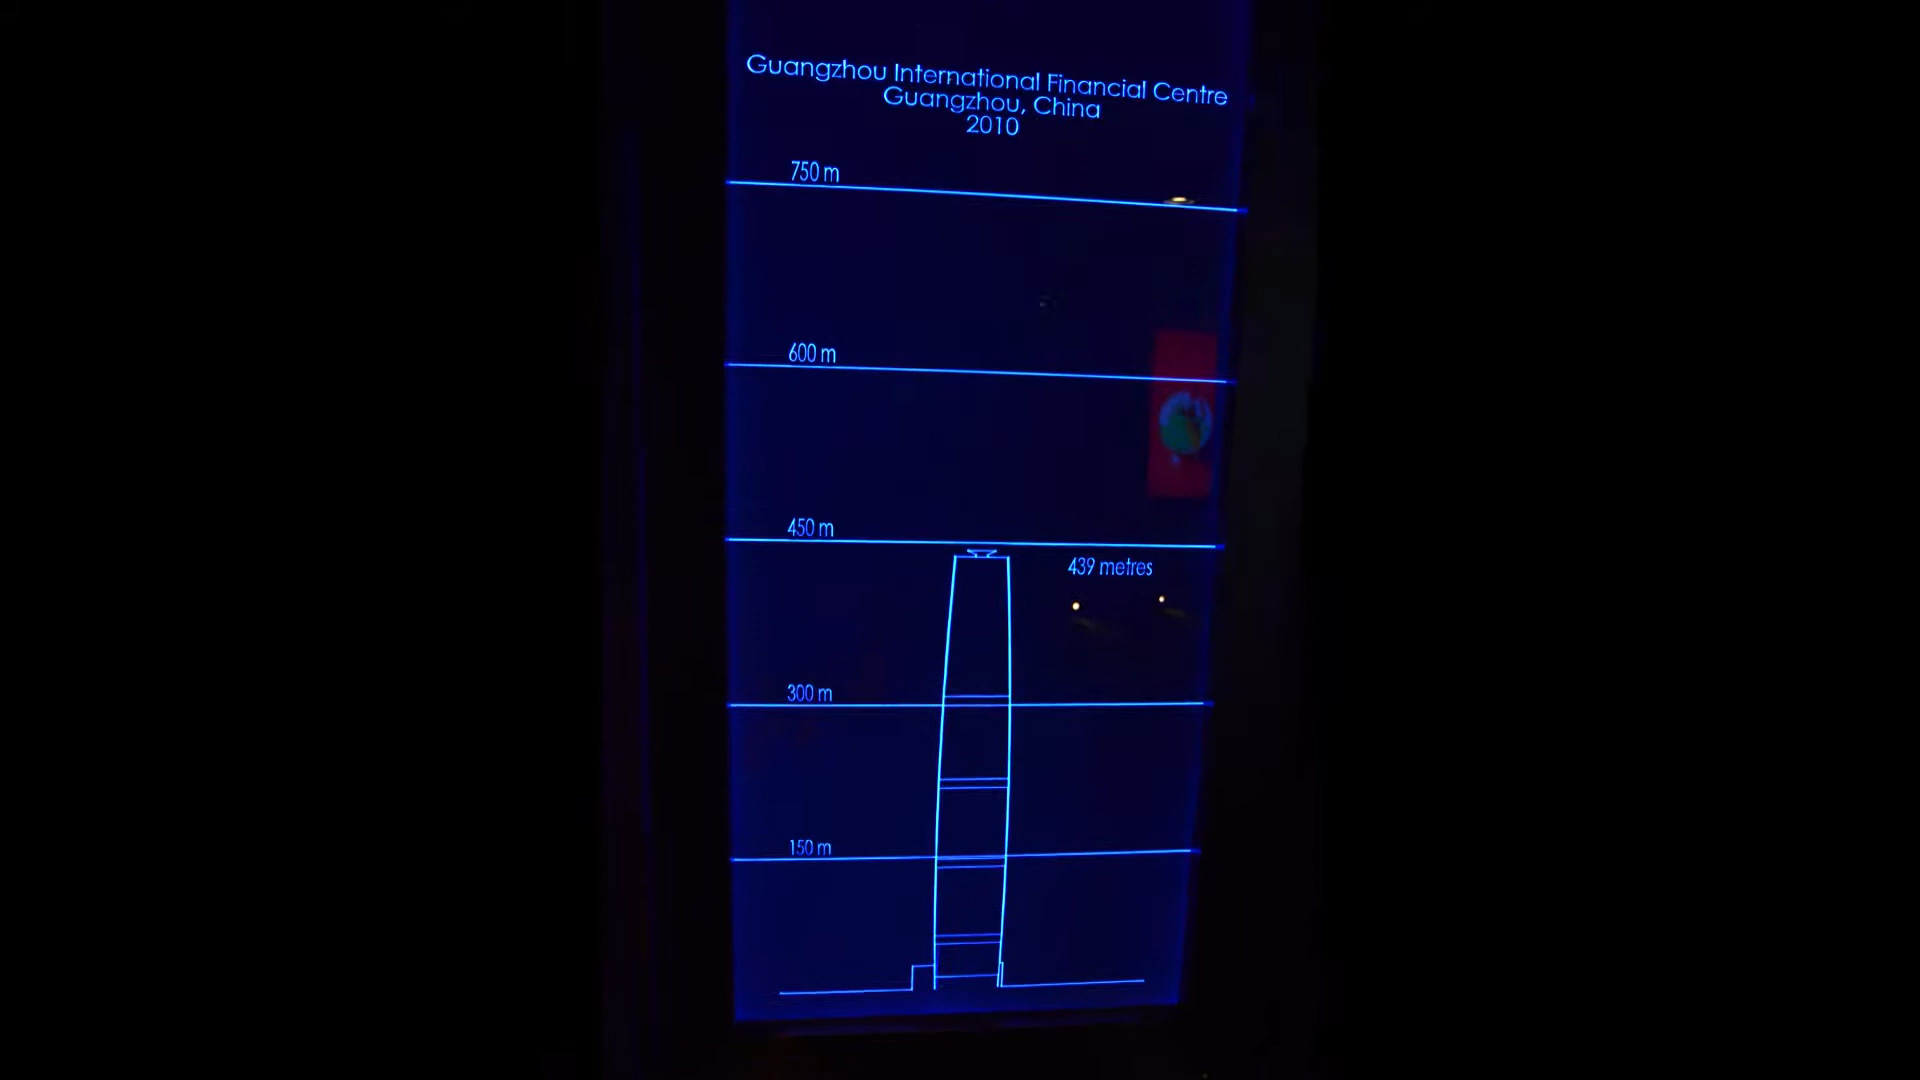 Guangzhou International Financial Centre
Guangzhou, China
2010
750 m
600 m
450 m
439 metres
300 m
150 m